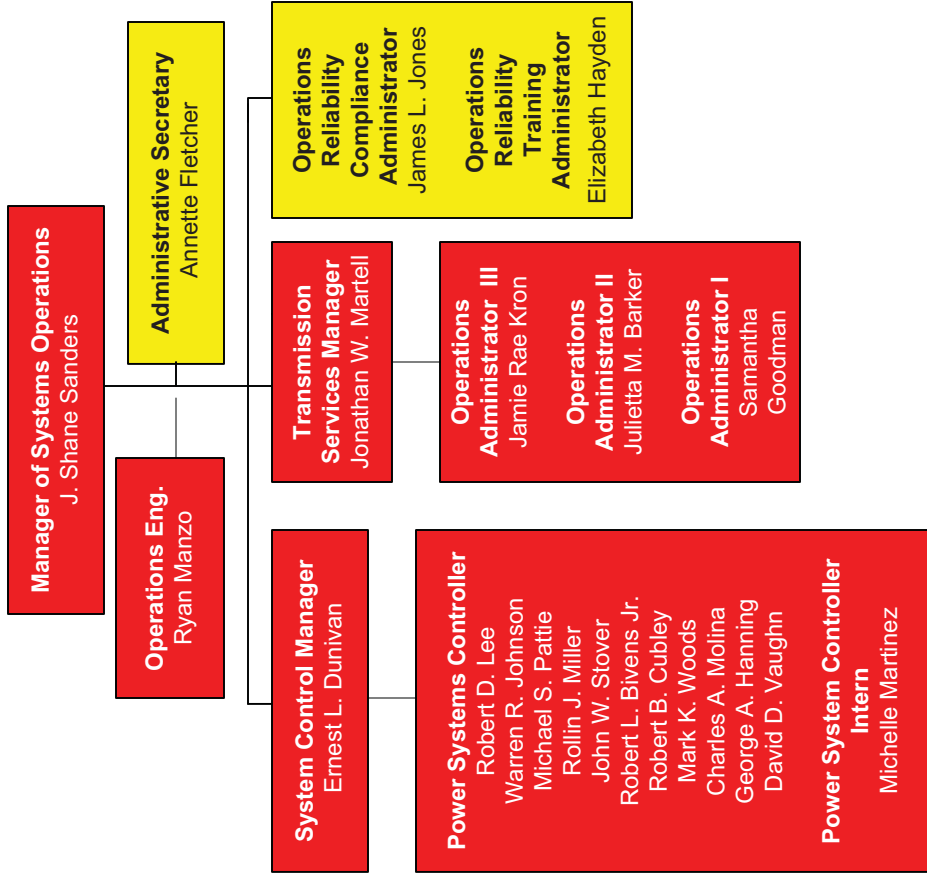 Manager of Systems Operations
J. Shane Sanders
Operations Eng.
Ryan Manzo
Administrative Secretary
Annette Fletcher
System Control Manager
Ernest L. Dunivan
Transmission
Services Manager
Jonathan W. Martell
Operations
Reliability
Compliance
Administrator
James L. Jones
Operations
Reliability
Training
Administrator
Elizabeth Hayden
Power Systems Controller
Robert D. Lee
Warren R. Johnson
Michael S. Pattie
Rollin J. Miller
John W. Stover
Robert L. Bivens Jr.
Robert B. Cubley
Mark K. Woods
Charles A. Molina
George A. Hanning
David D. Vaughn
Power System Controller
Intern
Michelle Martinez
Operations
Administrator III
Jamie Rae Kron
Operations
Administrator II
Julietta M. Barker
Operations
Administrator I
Samantha
Goodman